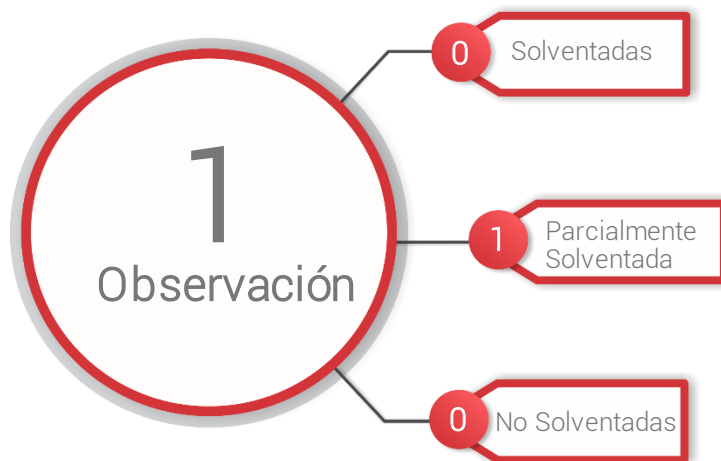 1
Observación
0
Solventadas
1
Parcialmente
Solventada
0
No Solventadas